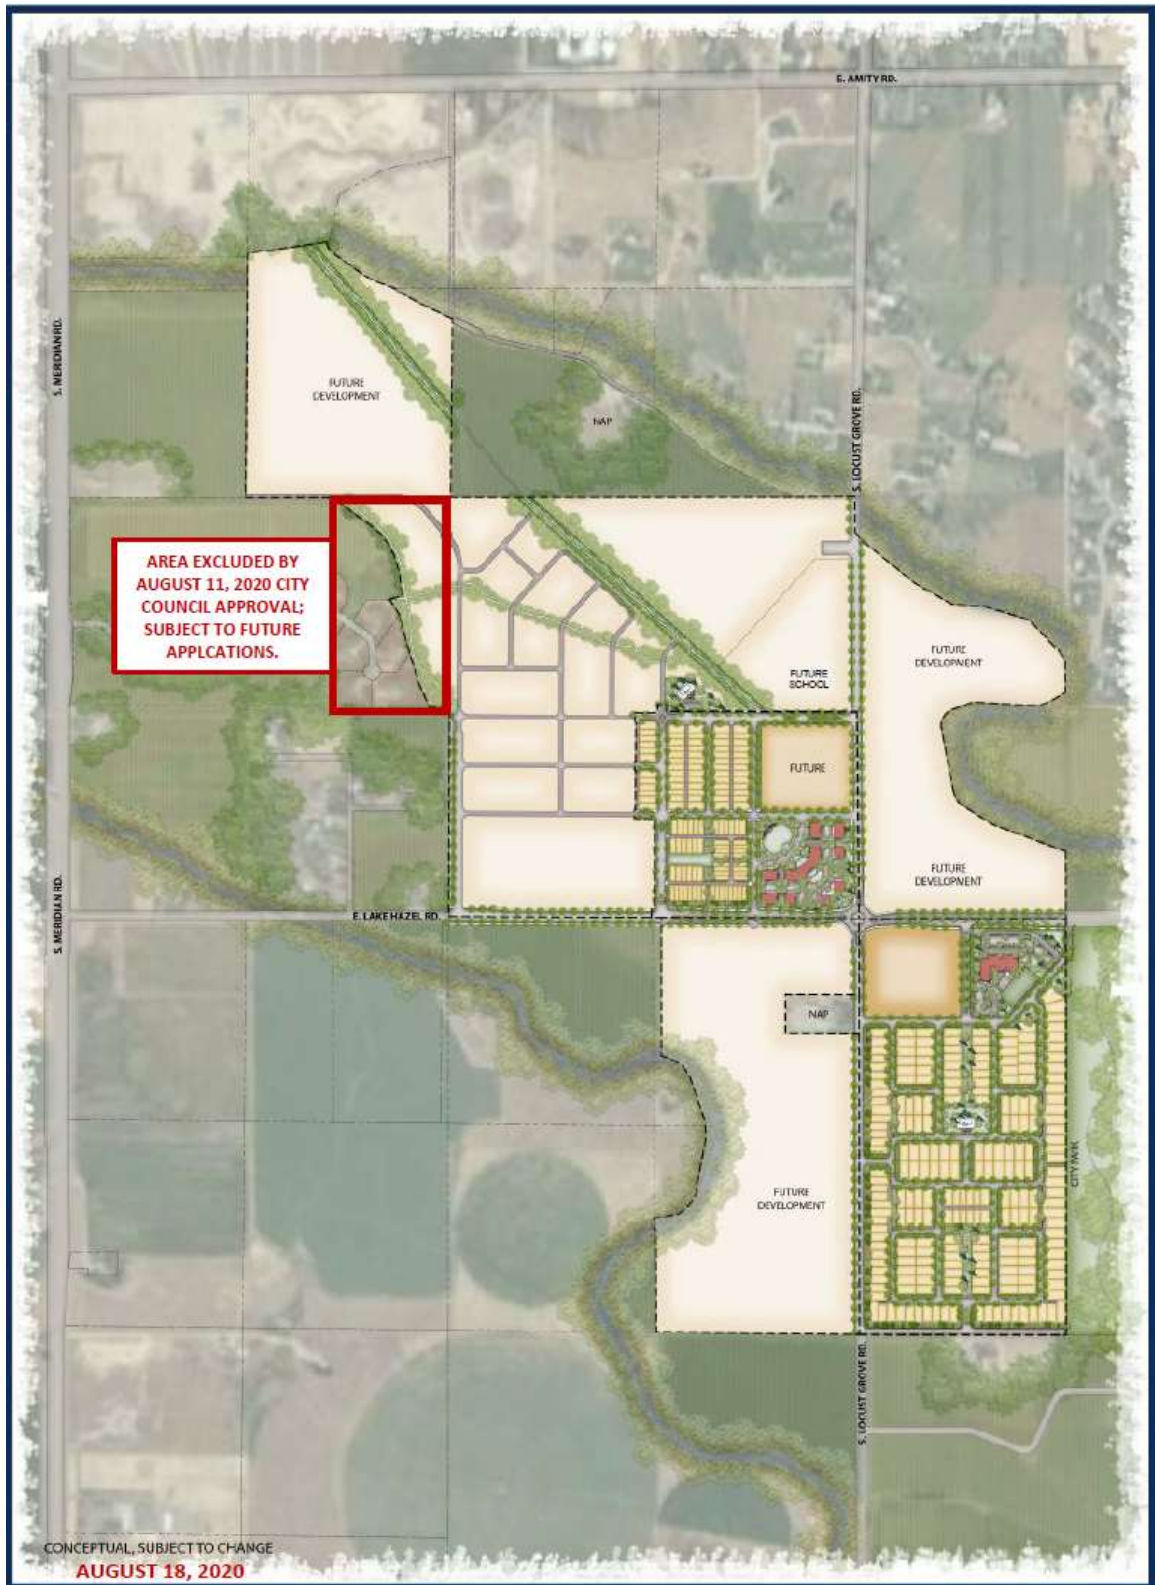 E. AMITY RD.
S. MERIDIAN RD.
FUTURE
DEVELOPMENT
NAP
S. LOCUST GROVE RD.
AREA EXCLUDED BY
AUGUST 11, 2020 CITY
COUNCIL APPROVAL;
SUBJECT TO FUTURE
APPLCATIONS.
FUTURE
DEVELOPMENT
FUTURE
SCHOOL
FUTURE
FUTURE
DEVELOPMENT
S. MERIDIAN RD.
E. LAKE HAZEL RD.
NAP
CITY PARK
FUTURE
DEVELOPMENT
S. LOCUST GROVE RD.
CONCEPTUAL, SUBJECT TO CHANGE
AUGUST 18, 2020